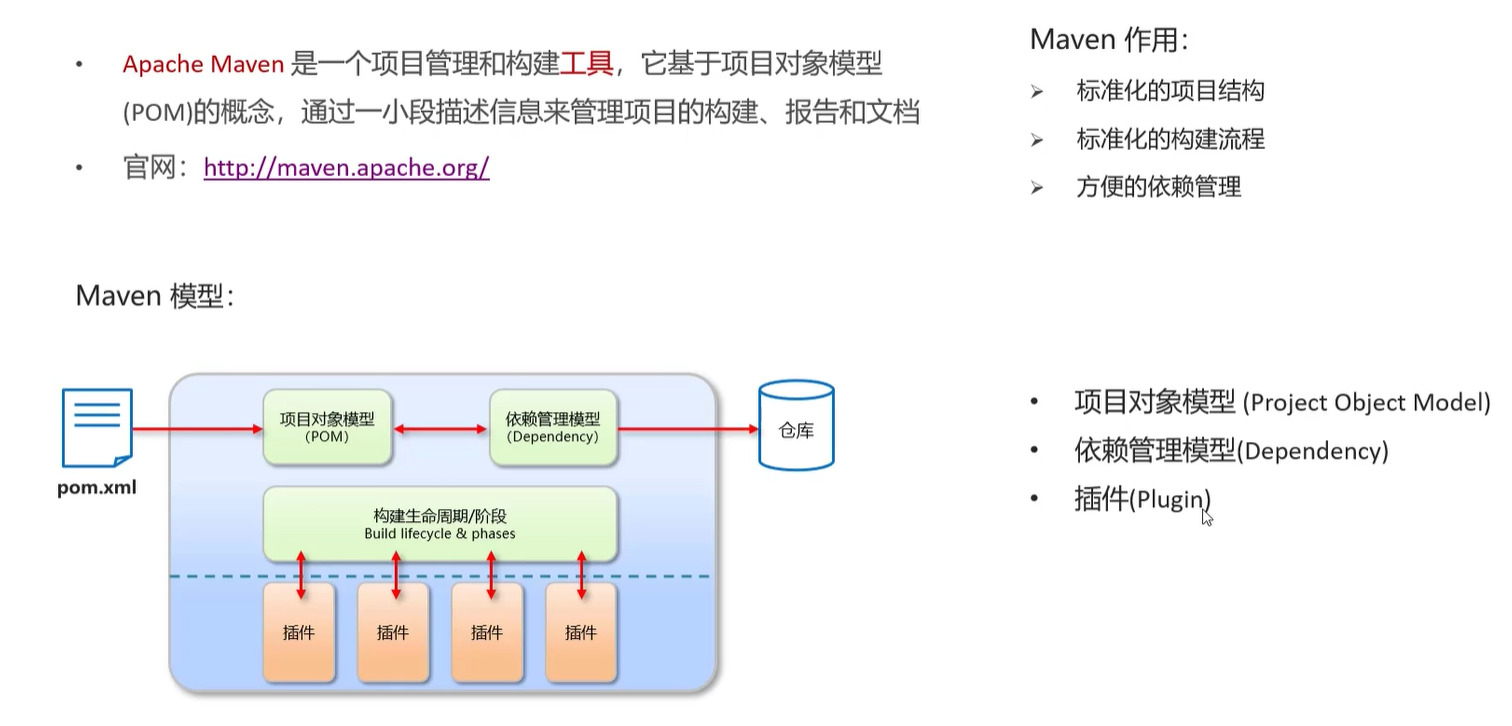 Apache Maven 是一个项目管理和构建工具，它基于项目对象模型
(POM)的概念，通过一小段描述信息来管理项目的构建、报告和文档
官网：http://maven.apache.org/
Maven 作用：
标准化的项目结构
标准化的构建流程
方便的依赖管理
Maven 模型：
pom.xml
项目对象模型
（POM）
依赖管理模型
（Dependency）
仓库
构建生命周期/阶段
Build lifecycle & phases
插件
插件
插件
插件
项目对象模型 (Project Object Model)
依赖管理模型(Dependency)
插件(Plugin)